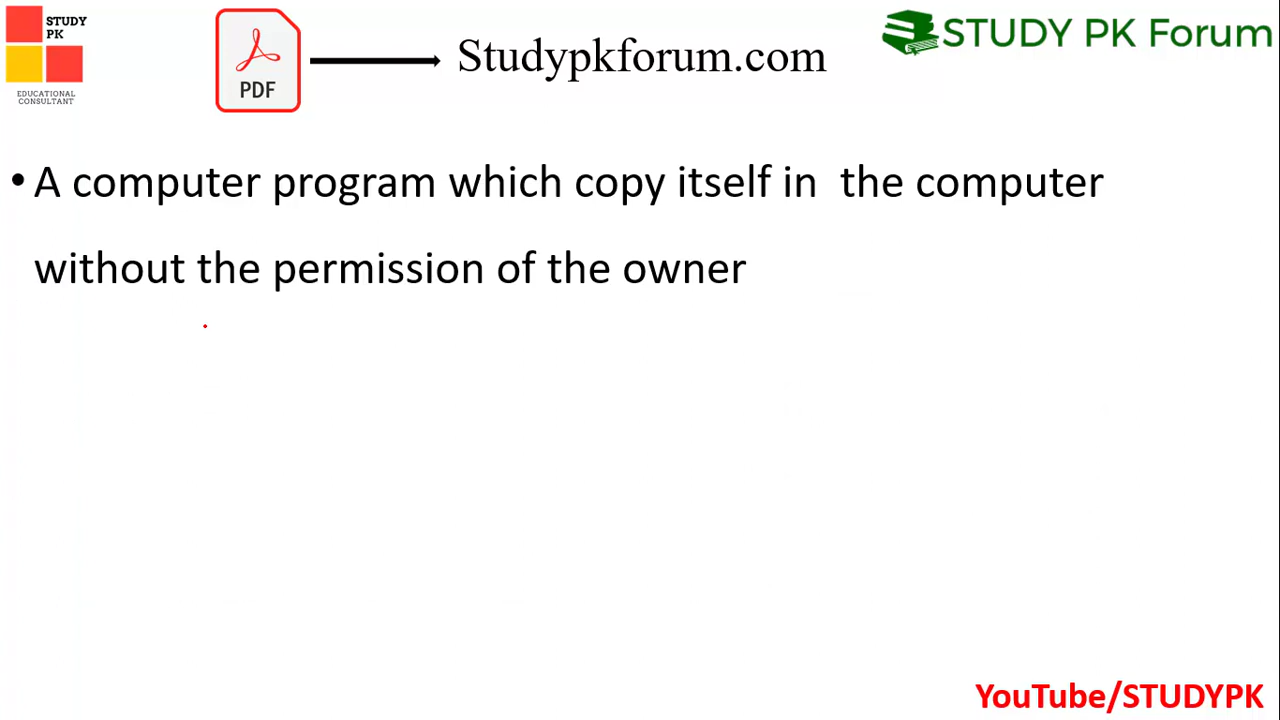 STUDY
PK
EDUCATIONAL
CONSULTANT
PDF
Studypkforum.com
STUDY PK Forum
• A computer program which copy itself in the computer
without the permission of the owner
YouTube/STUDYPK